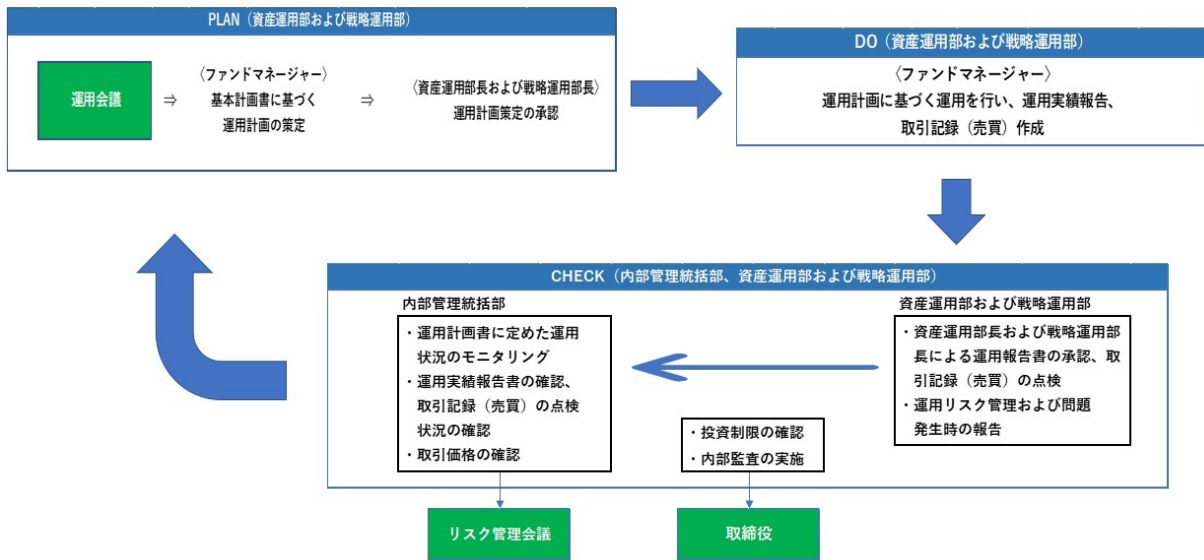 PLAN（資産運用部および戦略運用部）
運用会議
⇒
〈ファンドマネージャー〉
基本計画書に基づく
運用計画の策定
⇒
〈資産運用部長および戦略運用部長〉
運用計画策定の承認
DO（資産運用部および戦略運用部）
〈ファンドマネージャー〉
運用計画に基づく運用を行い、運用実績報告、
取引記録（売買）作成
CHECK（内部管理統括部、資産運用部および戦略運用部）
内部管理統括部
・運用計画書に定めた運用
状況のモニタリング
・運用実績報告書の確認、
取引記録（売買）の点検
状況の確認
・取引価格の確認
・投資制限の確認
・内部監査の実施
資産運用部および戦略運用部
・資産運用部長および戦略運用部
長による運用報告書の承認、取
引記録（売買）の点検
・運用リスク管理および問題
発生時の報告
リスク管理会議
取締役